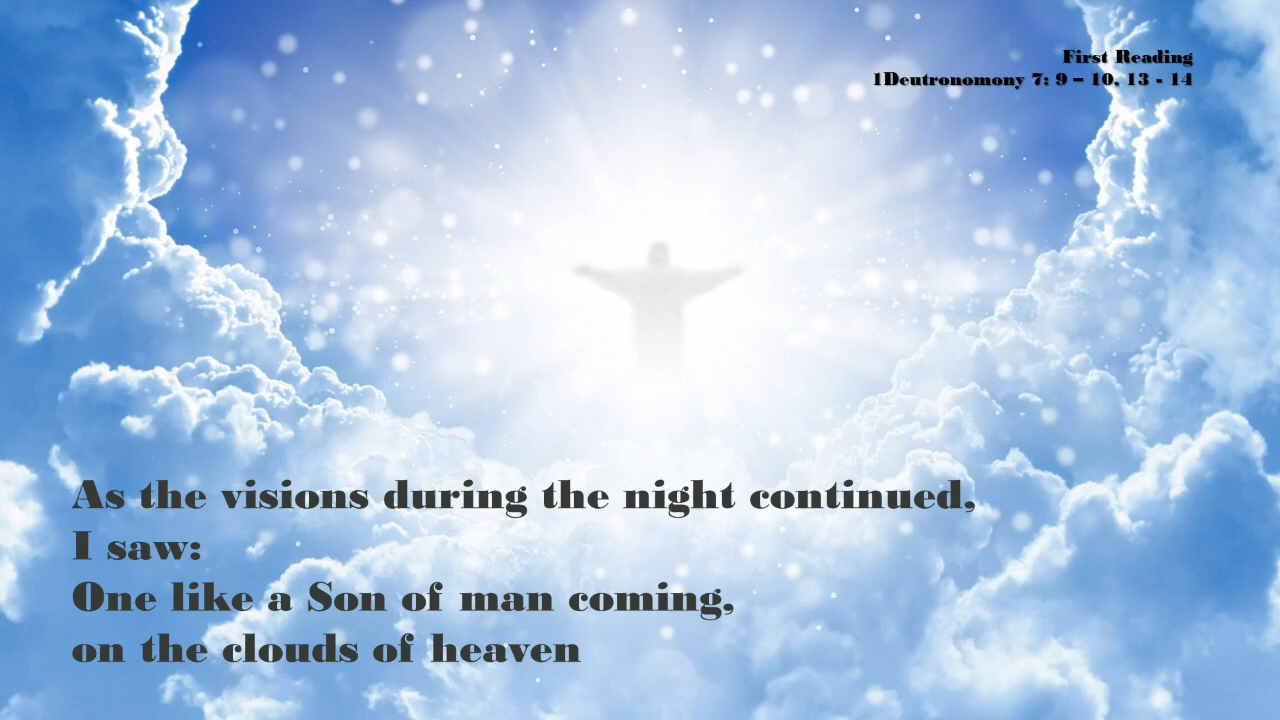 First Reading
1Deutronomony 7: 9 – 10, 13 - 14
As the visions during the night continued,
I saw:
One like a Son of man coming,
on the clouds of heaven